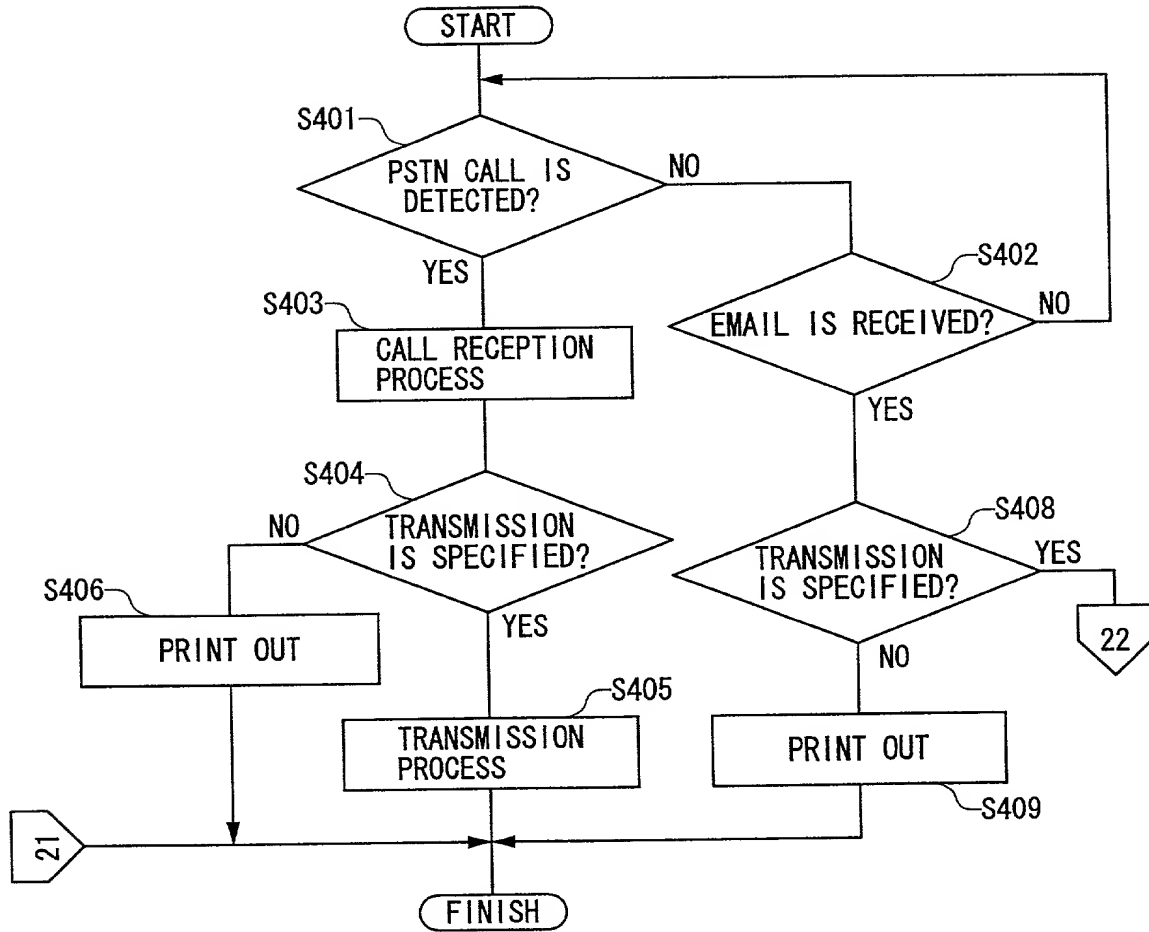 START
S401
PSTN CALL IS
DETECTED?
NO
YES
S402
EMAIL IS RECEIVED?
NO
YES
S403
CALL RECEPTION
PROCESS
S404
TRANSMISSION
IS SPECIFIED?
NO
YES
S408
TRANSMISSION
IS SPECIFIED?
YES
NO
22
S406
PRINT OUT
S405
TRANSMISSION
PROCESS
PRINT OUT
S409
21
FINISH